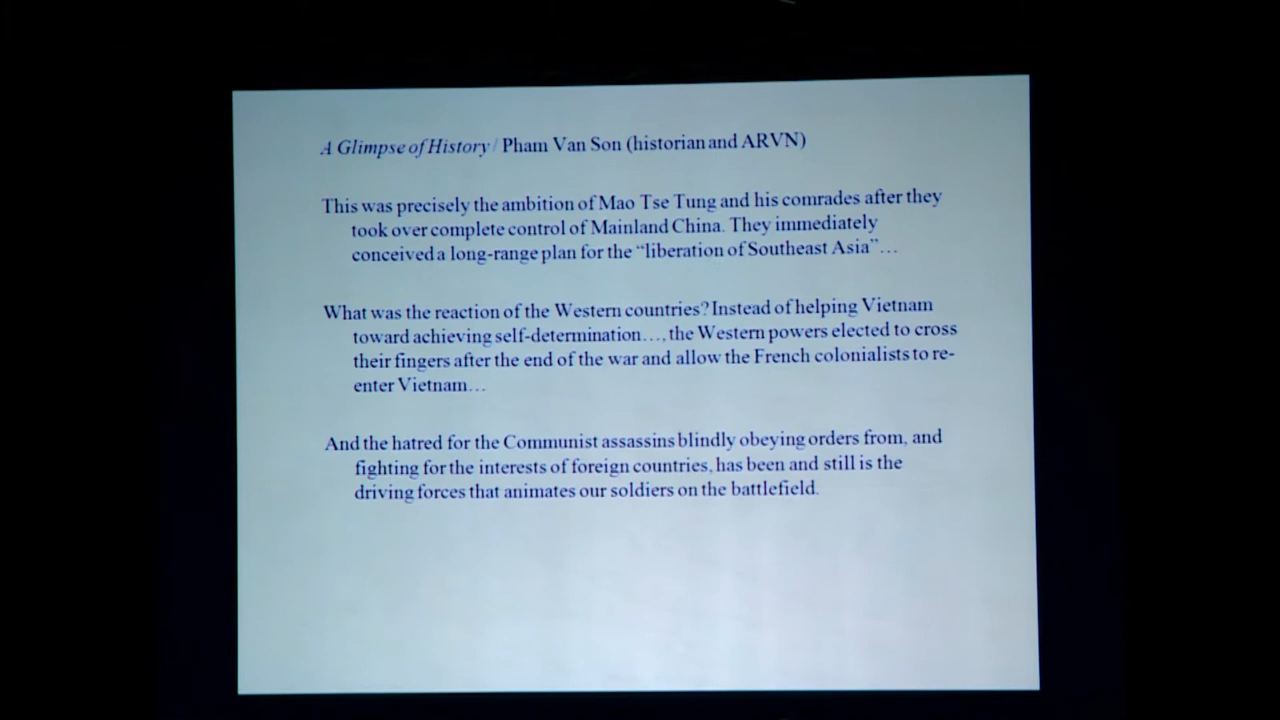 A Glimpse of History / Pham Van Son (historian and ARVN)
This was precisely the ambition of Mao Tse Tung and his comrades after they
took over complete control of Mainland China. They immediately
conceived a long-range plan for the “liberation of Southeast Asia”…
What was the reaction of the Western countries? Instead of helping Vietnam
toward achieving self-determination…, the Western powers elected to cross
their fingers after the end of the war and allow the French colonialists to re-
enter Vietnam…
And the hatred for the Communist assassins blindly obeying orders from, and
fighting for the interests of foreign countries, has been and still is the
driving forces that animates our soldiers on the battlefield.